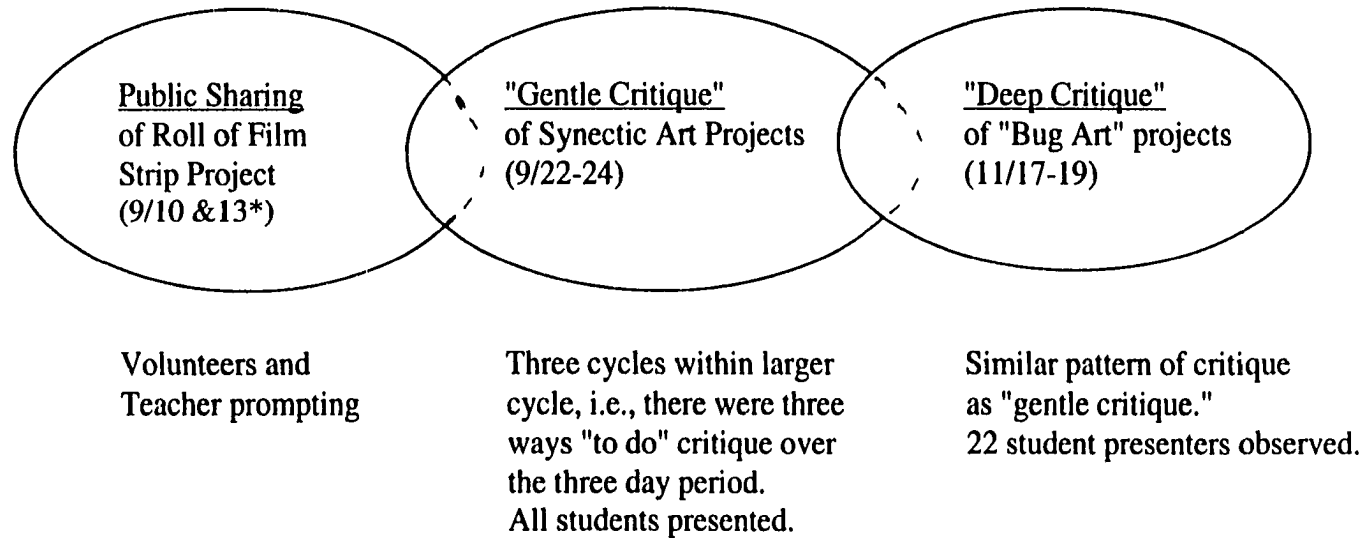 Public Sharing
of Roll of Film
Strip Project
(9/10 &13*)
"Gentle Critique"
of Synectic Art Projects
(9/22-24)
"Deep Critique"
of "Bug Art" projects
(11/17-19)
Volunteers and
Teacher prompting
Three cycles within larger
cycle, i.e., there were three
ways "to do" critique over
the three day period.
All students presented.
Similar pattern of critique
as "gentle critique."
22 student presenters observed.